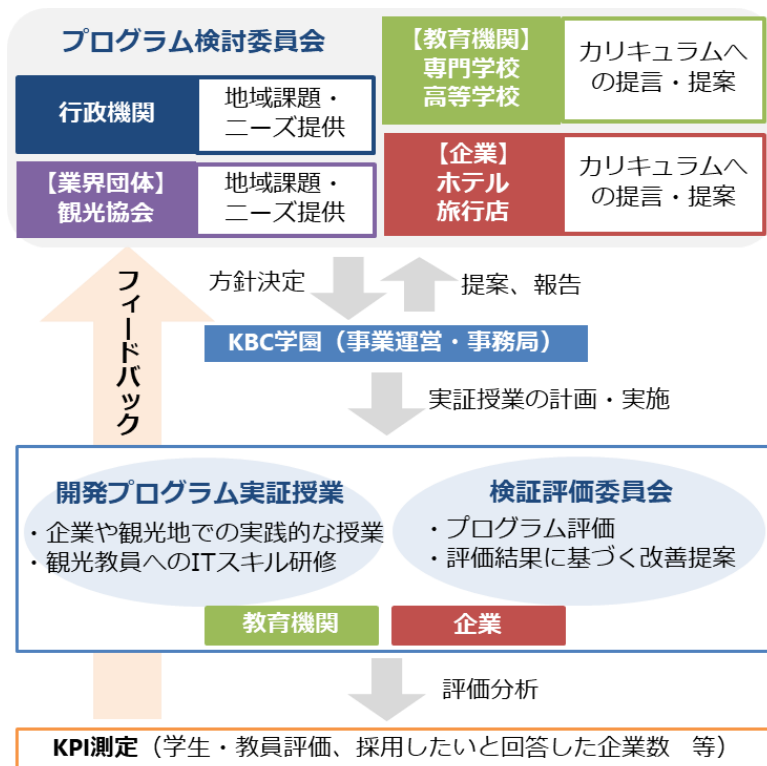 プログラム検討委員会
行政機関
地域課題・
ニーズ提供
【業界団体】
観光協会
地域課題・
ニーズ提供
【教育機関】
専門学校
高等学校
カリキュラムへ
の提言・提案
【企業】
ホテル
旅行店
カリキュラムへ
の提言・提案
フィードバック
方針決定
提案、報告
KBC学園（事業運営・事務局）
実証授業の計画・実施
開発プログラム実証授業
・企業や観光地での実践的な授業
・観光教員へのITスキル研修
検証評価委員会
・プログラム評価
・評価結果に基づく改善提案
教育機関
企業
評価分析
KPI測定（学生・教員評価、採用したいと回答した企業数　等）